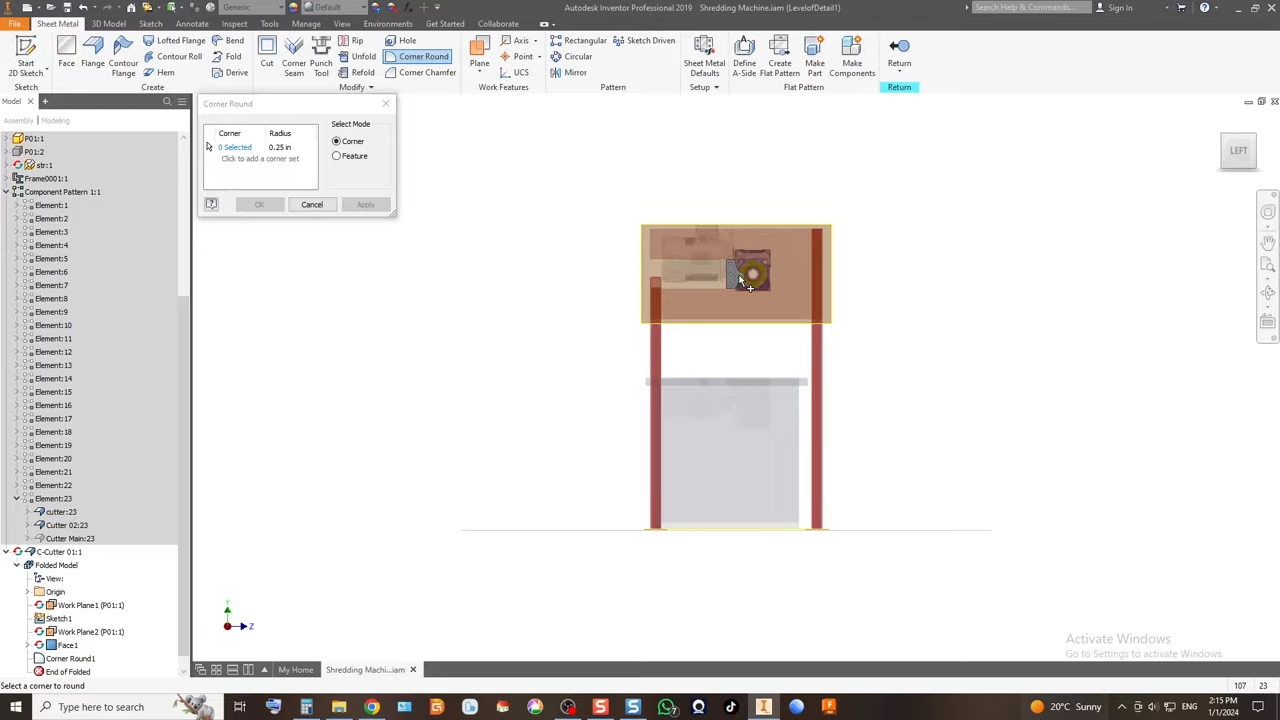 Generic
Default
Autodesk Inventor Professional 2019 Shredding Machine.iam (LevelofDetail1)
Search Help & Commands...
Sign In
File
Sheet Metal
3D Model
Sketch
Assemble
Inspect
Tools
Manage
View
Environments
Get Started
Vault
Collaborate
Start
2D Sketch
Sketch
Face
Flange
Contour
Flange
Lofted Flange
Contour Roll
Hem
Bend
Fold
Derive
Create
Cut
Corner
Seam
Punch
Tool
Rip
Unfold
Refold
Hole
Corner Round
Corner Chamfer
Modify
Plane
Axis
Point
UCS
Work Features
Rectangular
Circular
Mirror
Sketch Driven
Pattern
Sheet Metal
Defaults
Setup
Define
A-Side
Create
Flat Pattern
Make
Part
Make
Components
Flat Pattern
Return
Return
Model
Assembly
Modeling
P01:1
P01:2
str:1
Frame0001:1
Component Pattern 1:1
Element:1
Element:2
Element:3
Element:4
Element:5
Element:6
Element:7
Element:8
Element:9
Element:10
Element:11
Element:12
Element:13
Element:14
Element:15
Element:16
Element:17
Element:18
Element:19
Element:20
Element:21
Element:22
Element:23
cutter:23
Cutter 02:23
Cutter Main:23
C-Cutter 01:1
Folded Model
View:
Origin
Work Plane1 (P01:1)
Sketch1
Work Plane2 (P01:1)
Face1
Corner Round1
End of Folded
Corner Round
Corner Radius
0 Selected 0.25 in
Click to add a corner set
Select Mode
Corner
Feature
?
OK
Cancel
Apply
LEFT
Y
Z
Activate Windows
Go to Settings to activate Windows.
My Home
Shredding Machi...iam
Select a corner to round
107 23
Type here to search
20°C Sunny
2:15 PM
1/1/2024